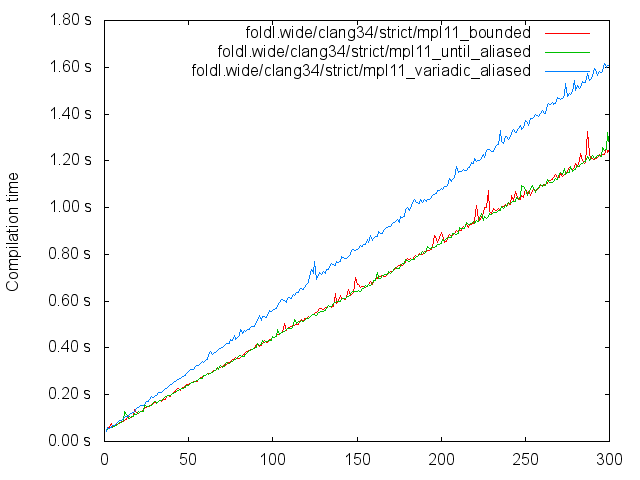 1.80 s
1.60 s
1.40 s
1.20 s
1.00 s
0.80 s
0.60 s
0.40 s
0.20 s
0.00 s
Compilation time
foldl.wide/clang34/strict/mpl11_bounded
foldl.wide/clang34/strict/mpl11_until_aliased
foldl.wide/clang34/strict/mpl11_variadic_aliased
0 50 100 150 200 250 300